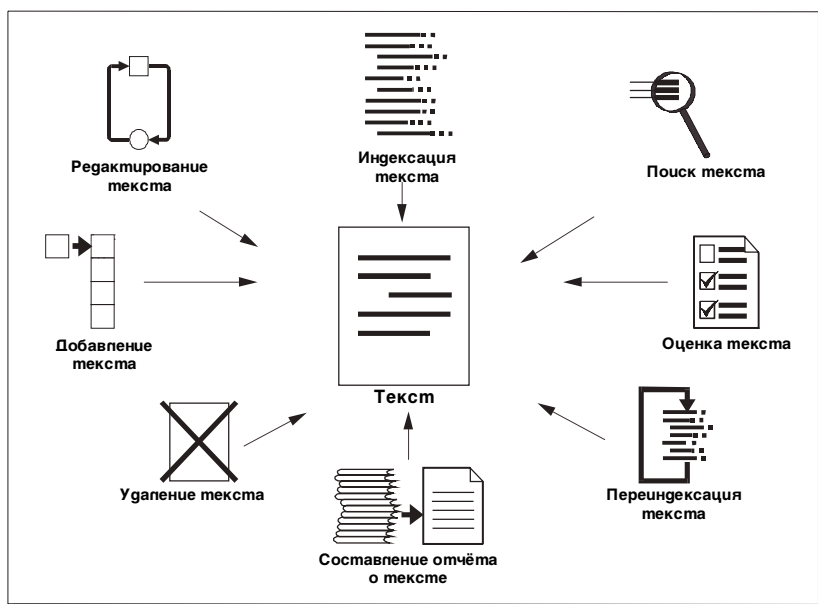 Редактирование
текста
Индексация
текста
Поиск текста
Добавление
текста
Оценка текста
Текст
Удаление текста
Переиндексация
текста
Составление отчёта
о тексте